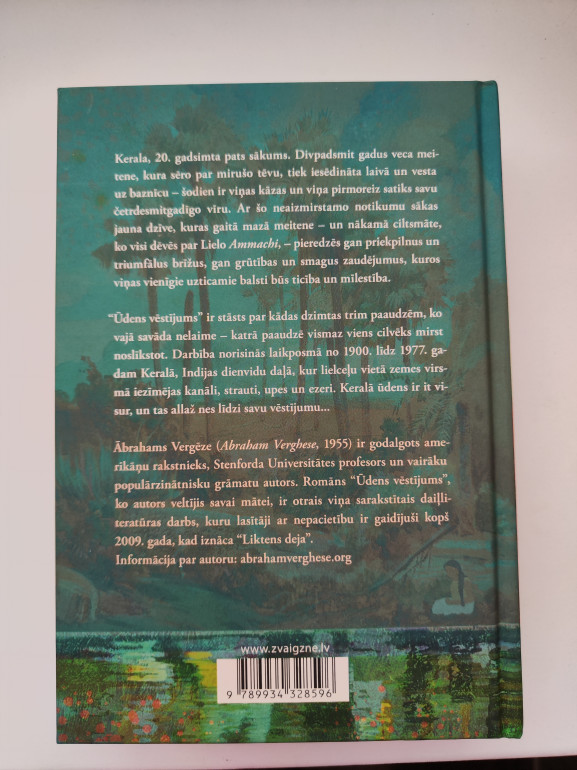 Kerala, 20. gadsimta pats sākums. Divpadsmit gadus veca mei-
tene, kura sēro par mirušo tēvu, tiek iesēdināta laivā un vesta
uz baznīcu – šodien ir viņas kāzas un viņa pirmoreiz satiks savu
četrdesmitgadīgo vīru. Ar šo neaizmirstamo notikumu sākas
jauna dzīve, kuras gaitā mazā meitene – un nākamā ciltsmāte,
ko visi dēvēs par Lielo Ammachi, – pieredzēs gan priekpilnus un
triumfālus brīžus, gan grūtības un smagus zaudējumus, kuros
viņas vienīgie uzticamie balsti būs ticība un mīlestība.
“Ūdens vēstījums” ir stāsts par kādas dzimtas trim paaudzēm, ko
vajā savāda nelaime – katrā paaudzē vismaz viens cilvēks mirst
noslīkstot. Darbība norisinās laikposmā no 1900. līdz 1977. ga-
dam Keralā, Indijas dienvidu daļā, kur lielceļu vietā zemes virs-
mā iezīmējas kanāli, strauti, upes un ezeri. Keralā ūdens ir it vi-
sur, un tas allaž nes līdzi savu vēstījumu...
Ābrahams Vergēze (Abraham Verghese, 1955) ir godalgots ame-
rikāņu rakstnieks, Stenforda Universitātes profesors un vairāku
populārzinātnisku grāmatu autors. Romāns “Ūdens vēstījums”,
ko autors veltījis savai mātei, ir otrais viņa sarakstītais daiļli-
teratūras darbs, kuru lasītāji ar nepacietību ir gaidījuši kopš
2009. gada, kad iznāca “Liktens deja”.
Informācija par autoru: abrahamverghese.org
www.zvaigzne.lv
9 789934 328596